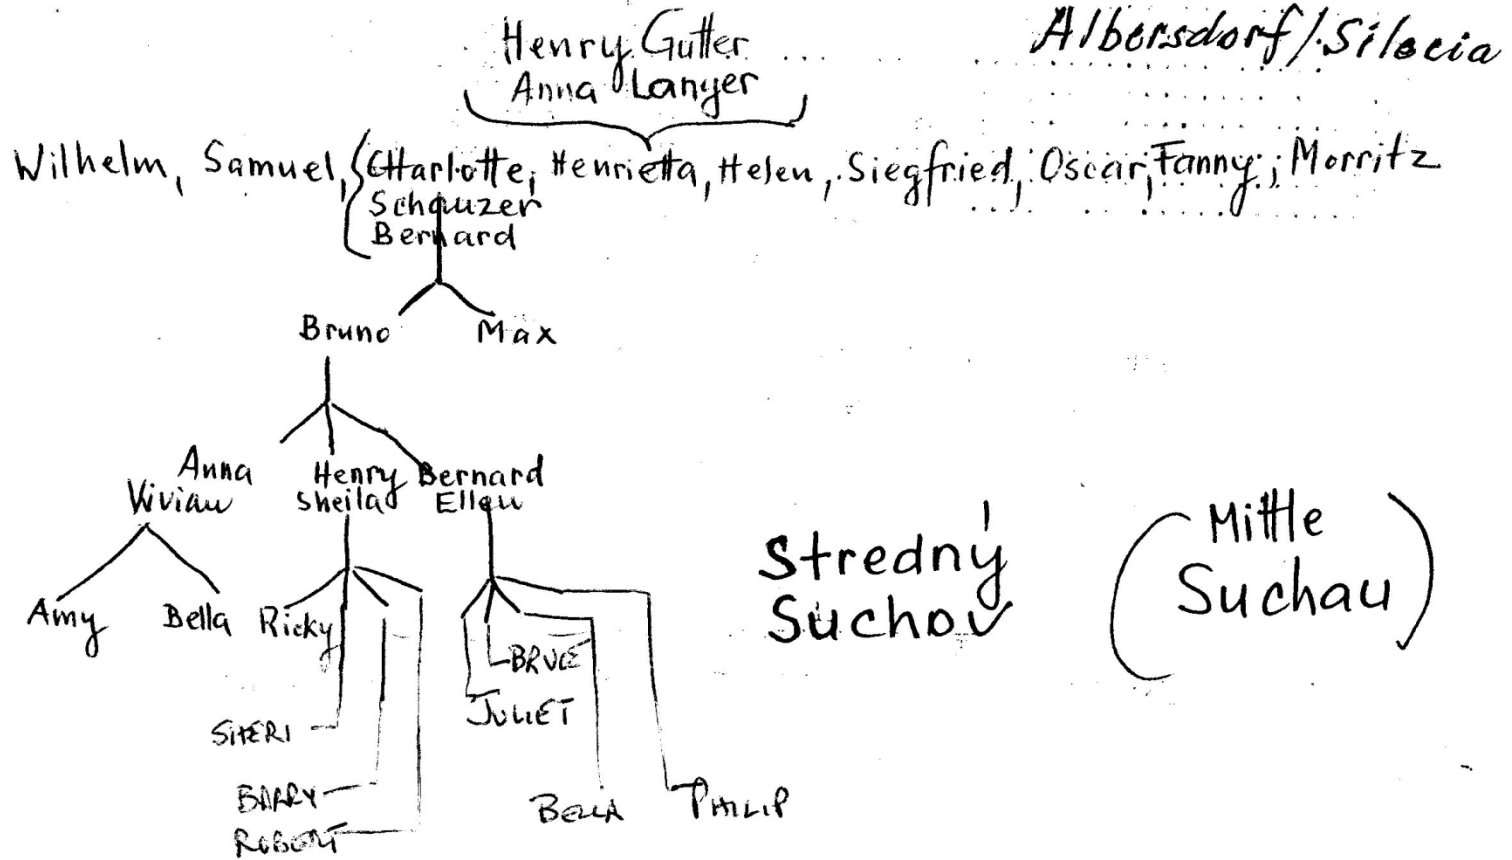 Henry Gutter
Albersdorf/Silecia
Anna Langer
Wilhelm, Samuel, CHarlotte, Henrietta, Helen, Siegfried, Oscar, Fanny, Morritz
Schauzer
Bernard
Bruno
Max
Anna
Vivian
Henry
Sheila
Bernard
Ellen
Stredný
Suchov
(Mittle
Suchau)
Amy
Bella
Ricky
BRUCE
JULIET
SHERI
BARRY
ROBERT
BELLA
PHILIP